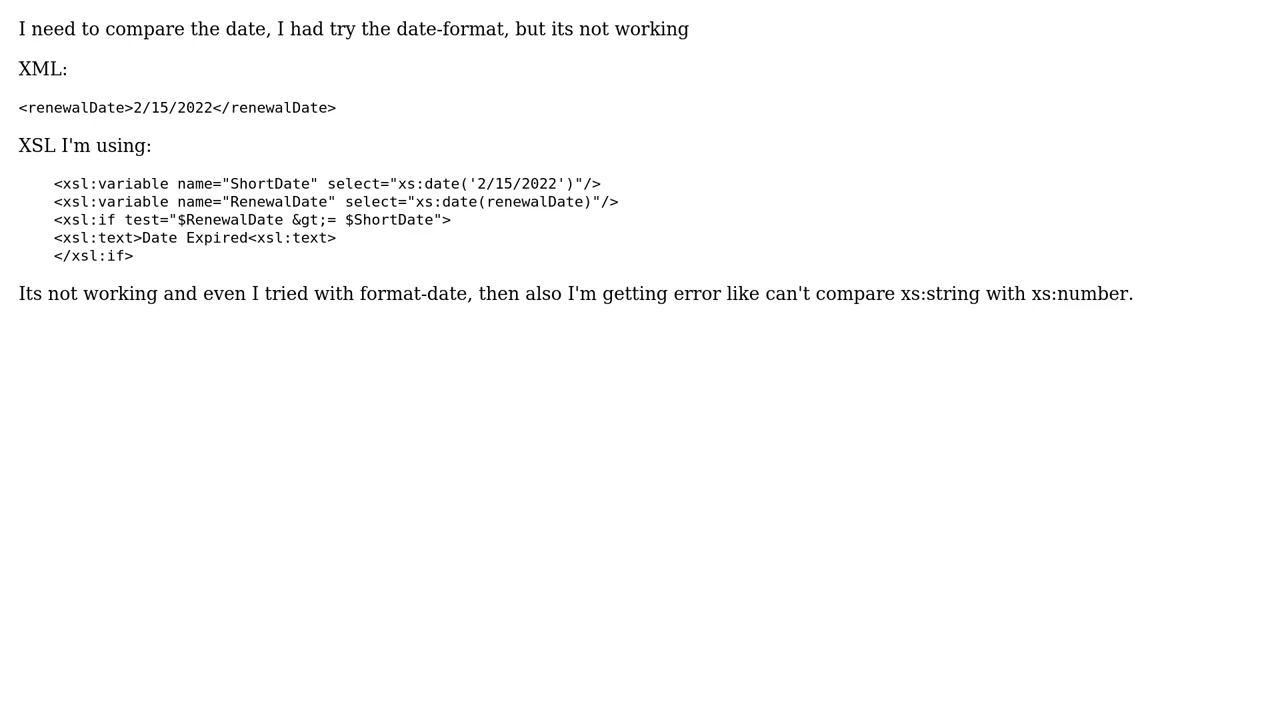 I need to compare the date, I had try the date-format, but its not working
XML:
<renewalDate>2/15/2022</renewalDate>
XSL I'm using:
<xsl:variable name="ShortDate" select="xs:date('2/15/2022')"/>
<xsl:variable name="RenewalDate" select="xs:date(renewalDate)"/>
<xsl:if test="$RenewalDate &gt;= $ShortDate">
<xsl:text>Date Expired<xsl:text>
</xsl:if>
Its not working and even I tried with format-date, then also I'm getting error like can't compare xs:string with xs:number.